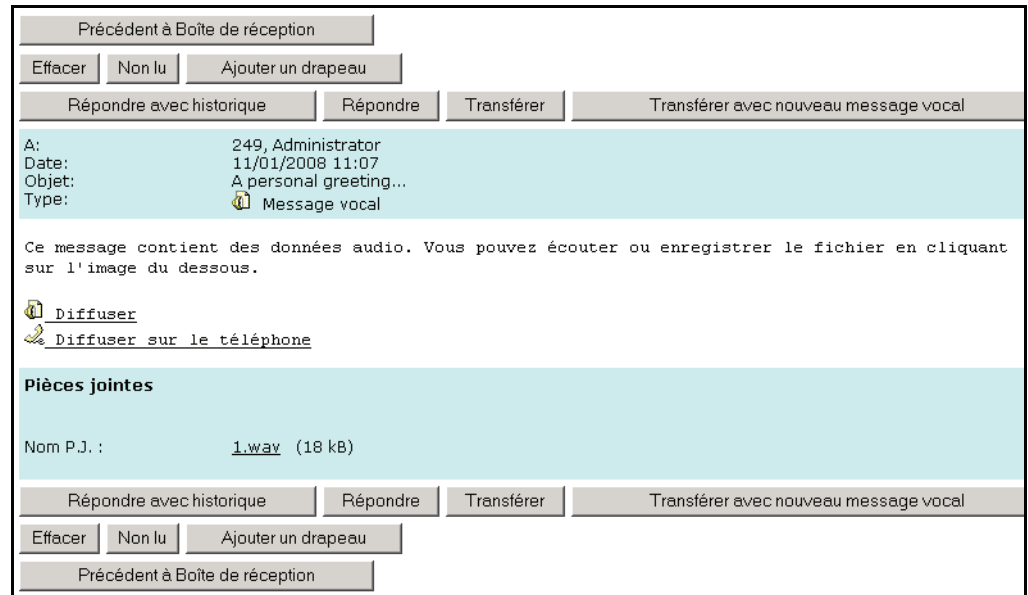 Précédent à Boîte de réception
Effacer Non lu Ajouter un drapeau
Répondre avec historique Répondre Transférer Transférer avec nouveau message vocal
A: 249, Administrator
Date: 11/01/2008 11:07
Objet: A personal greeting...
Type: Message vocal
Ce message contient des données audio. Vous pouvez écouter ou enregistrer le fichier en cliquant
sur l'image du dessous.
Diffuser
Diffuser sur le téléphone
Pièces jointes
Nom P.J. : 1.wav (18 kB)
Répondre avec historique Répondre Transférer Transférer avec nouveau message vocal
Effacer Non lu Ajouter un drapeau
Précédent à Boîte de réception